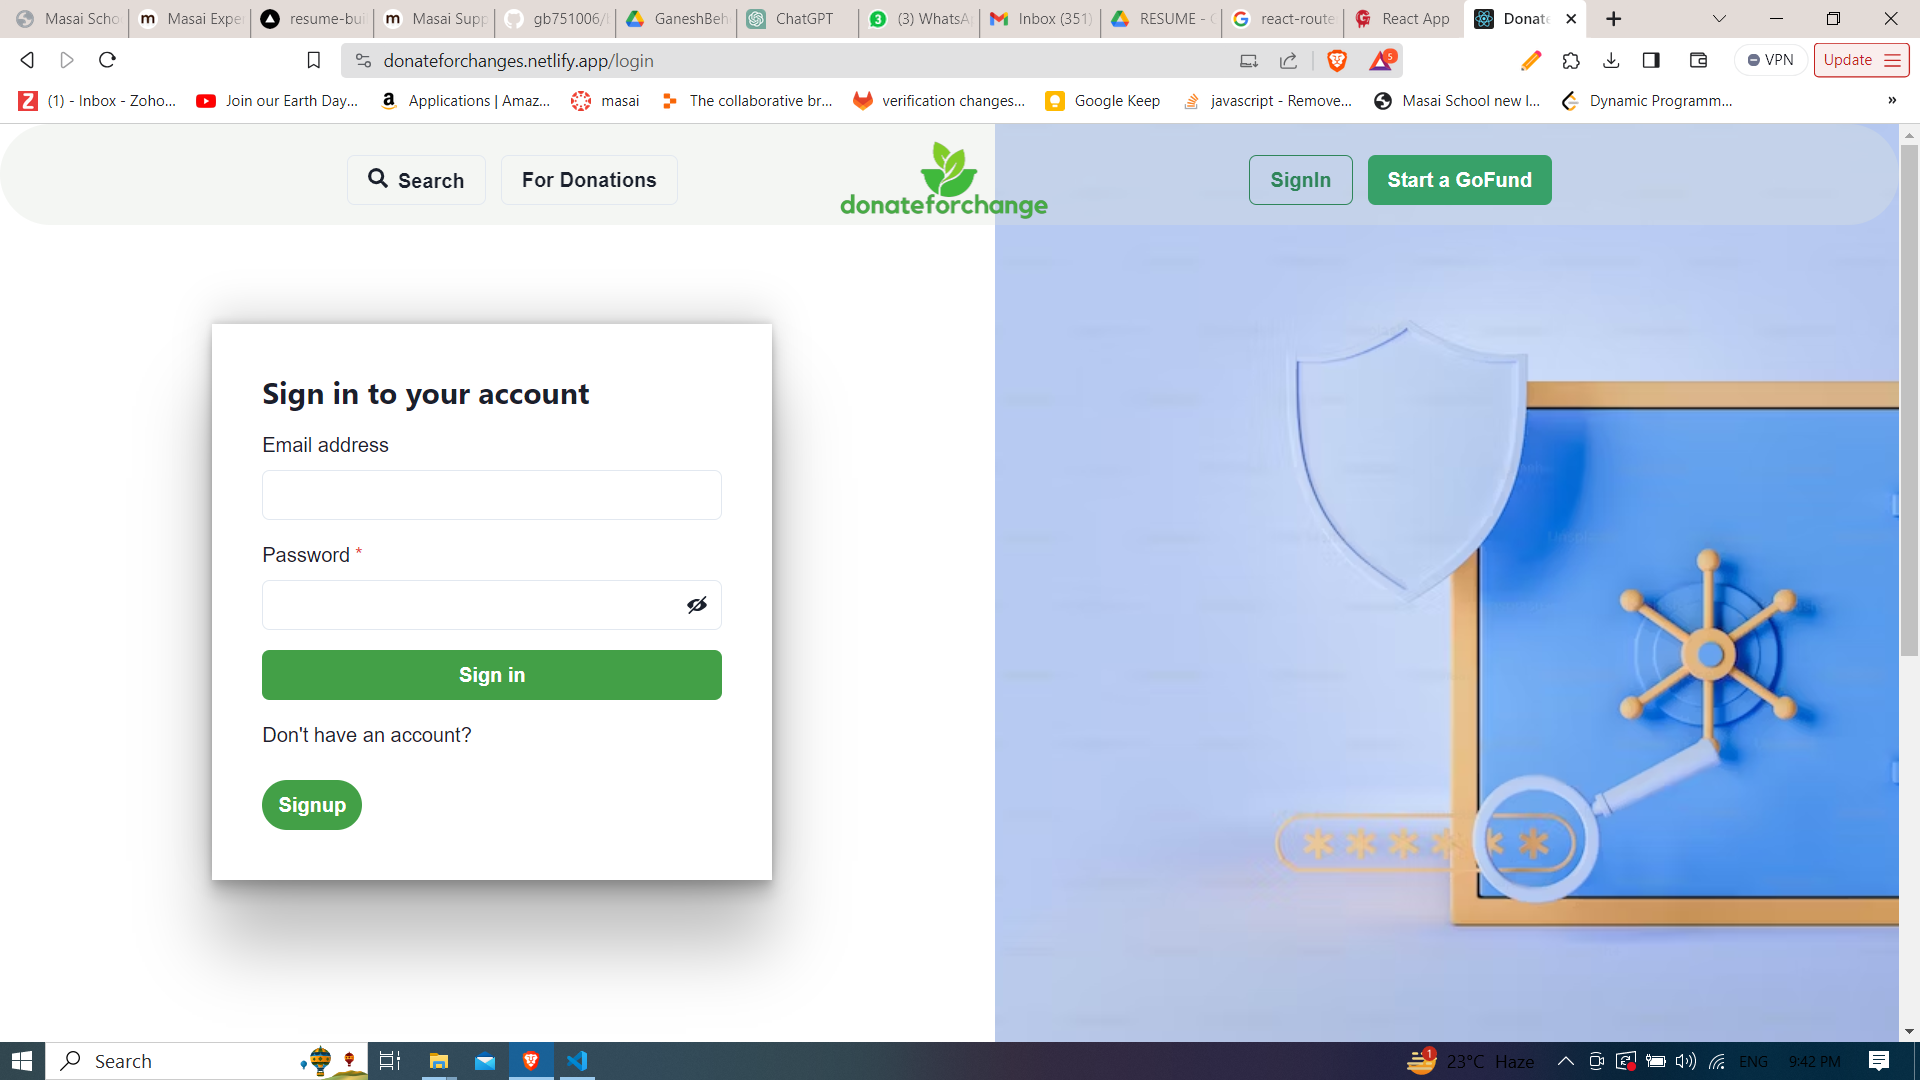 Masai Scho
Masai Expe
resume-bui
Masai Supp
gb751006/
GaneshBeh
ChatGPT
(3) WhatsA
Inbox (351)
RESUME - G
react-route
React App
Donate
donateforchanges.netlify.app/login
5
VPN
Update
(1) - Inbox - Zoho...
Join our Earth Day...
Applications | Amaz...
masai
The collaborative br...
verification changes...
Google Keep
javascript - Remove...
Masai School new I...
Dynamic Programm...
»
Search
For Donations
donateforchange
SignIn
Start a GoFund
Sign in to your account
Email address
Password *
Sign in
Don't have an account?
Signup
*****
Search
1
23°C Haze
ENG
9:42 PM